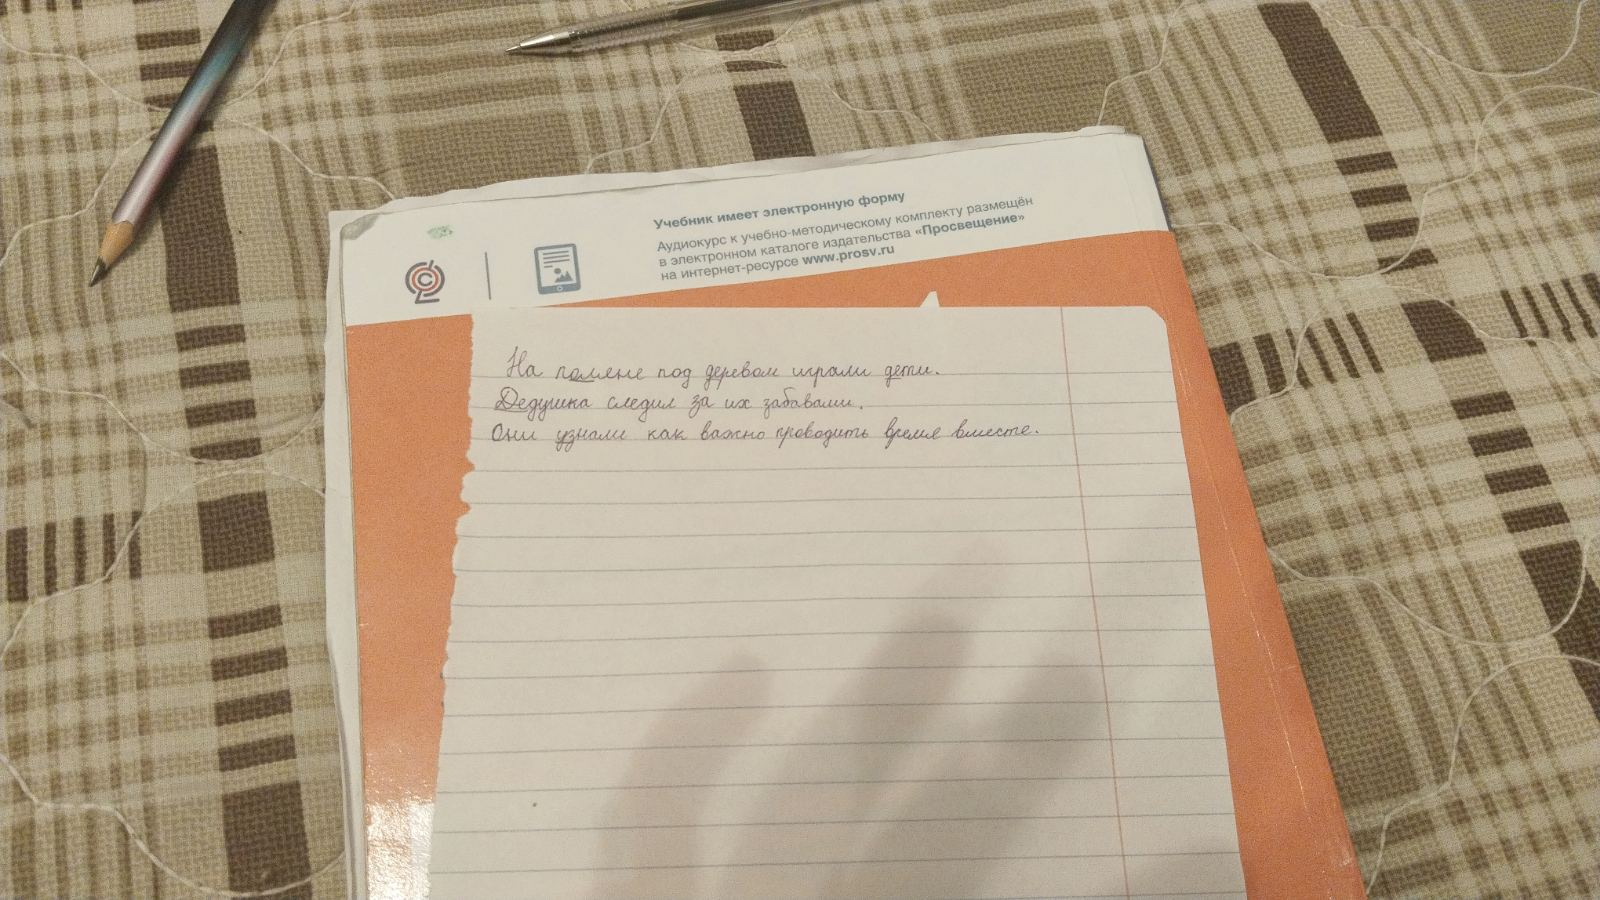 Учебник имеет электронную форму
Аудиокурс к учебно-методическому комплекту размещён
в электронном каталоге издательства «Просвещение»
на интернет-ресурсе www.prosv.ru
На поляне под деревом играли дети.
Дедушка следил за их забавами.
Они узнали как важно проводить время вместе.